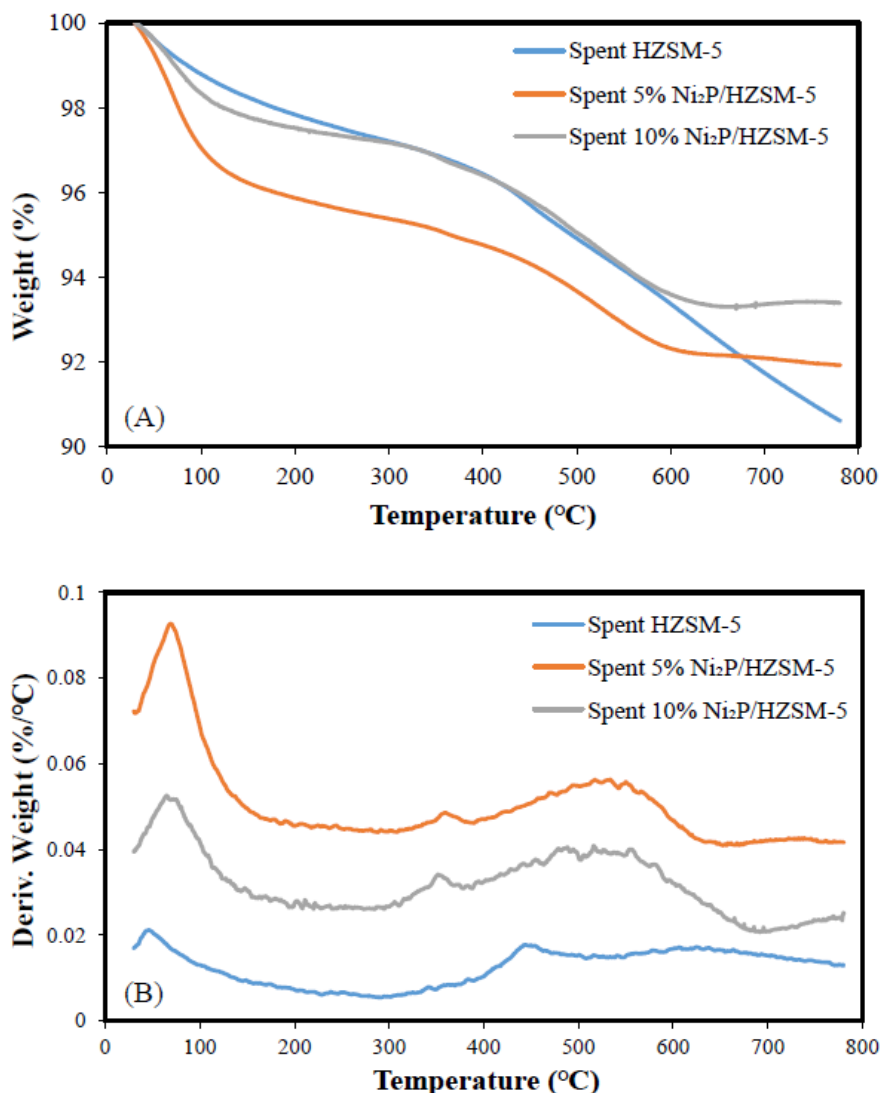 100
98
96
94
92
90
Weight (%)
Spent HZSM-5
Spent 5% Ni₂P/HZSM-5
Spent 10% Ni₂P/HZSM-5
(A)
0 100 200 300 400 500 600 700 800
Temperature (℃)
0.1
0.08
0.06
0.04
0.02
0
Deriv. Weight (%/℃)
Spent HZSM-5
Spent 5% Ni₂P/HZSM-5
Spent 10% Ni₂P/HZSM-5
(B)
0 100 200 300 400 500 600 700 800
Temperature (℃)